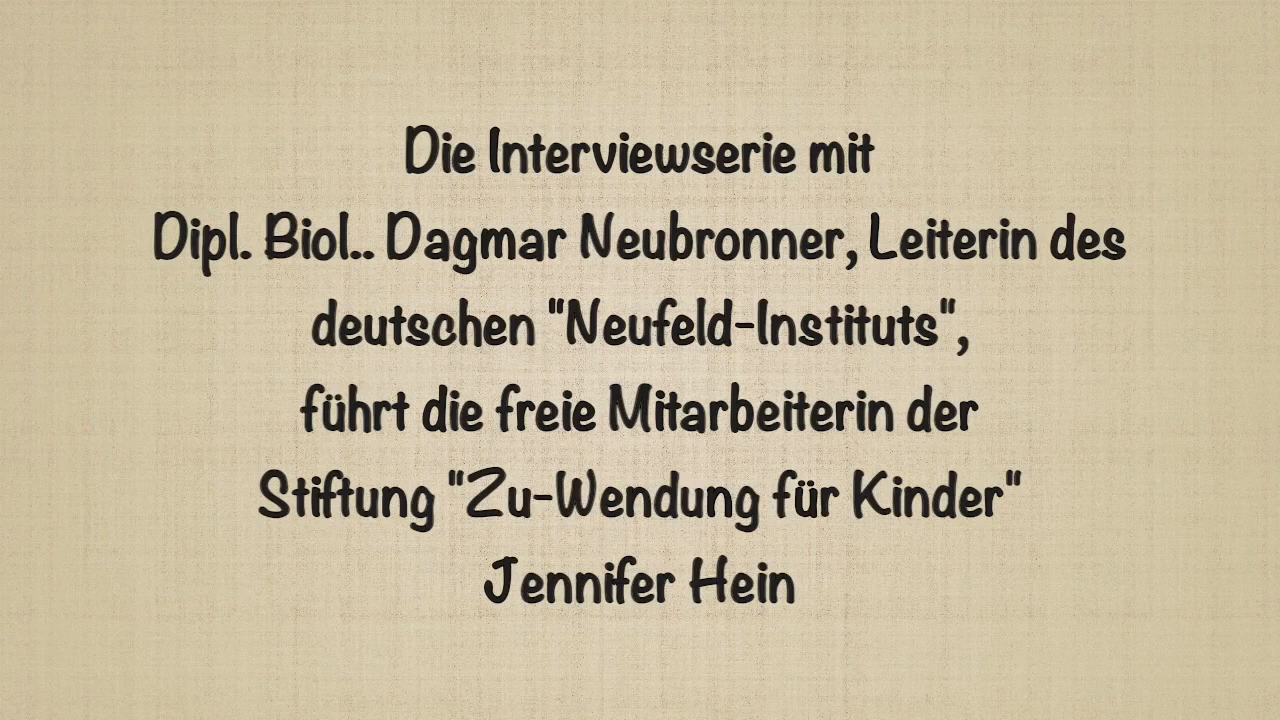 Die Interviewserie mit
Dipl. Biol.. Dagmar Neubronner, Leiterin des
deutschen "Neufeld-Instituts",
führt die freie Mitarbeiterin der
Stiftung "Zu-Wendung für Kinder"
Jennifer Hein